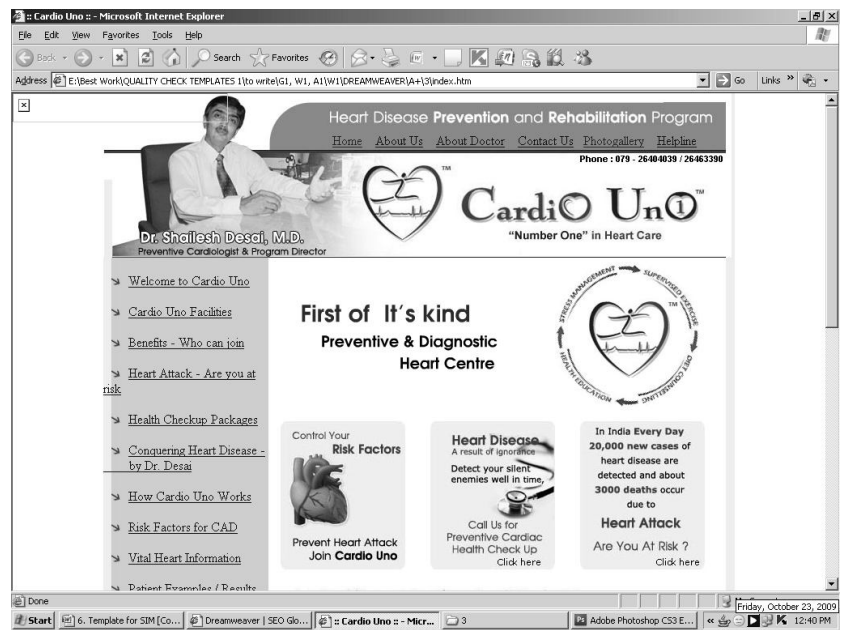 :: Cardio Uno :: - Microsoft Internet Explorer
File Edit View Favorites Tools Help
Back Search Favorites
Address E:\Best Work\QUALITY CHECK TEMPLATES 1\to write\G1, W1, A1\W1\DREAMWEAVER\A+\3\index.htm Go Links »
Heart Disease Prevention and Rehabilitation Program
Home About Us About Doctor Contact Us Photogallery Helpline
Phone : 079 - 26404039 / 26463390
CardiO UnO 1 TM
"Number One" in Heart Care
Dr. Shailesh Desai, M.D.
Preventive Cardiologist & Program Director
Welcome to Cardio Uno
Cardio Uno Facilities
Benefits - Who can join
Heart Attack - Are you at
risk
Health Checkup Packages
Conquering Heart Disease -
by Dr. Desai
How Cardio Uno Works
Risk Factors for CAD
Vital Heart Information
Patient Examples / Results
First of It's kind
Preventive & Diagnostic
Heart Centre
STRESS MANAGEMENT
SUPERVISED EXERCISE
DIET COUNSELLING
HEALTH EDUCATION
TM
Control Your
Risk Factors
Prevent Heart Attack
Join Cardio Uno
Heart Disease
A result of ignorance
Detect your silent
enemies well in time,
Call Us for
Preventive Cardiac
Health Check Up
Click here
In India Every Day
20,000 new cases of
heart disease are
detected and about
3000 deaths occur
due to
Heart Attack
Are You At Risk ?
Click here
Done
Friday, October 23, 2009
Start 6. Template for SIM [Co... Dreamweaver | SEO Glo... :: Cardio Uno :: - Micr... 3 Adobe Photoshop CS3 E... « 12:40 PM